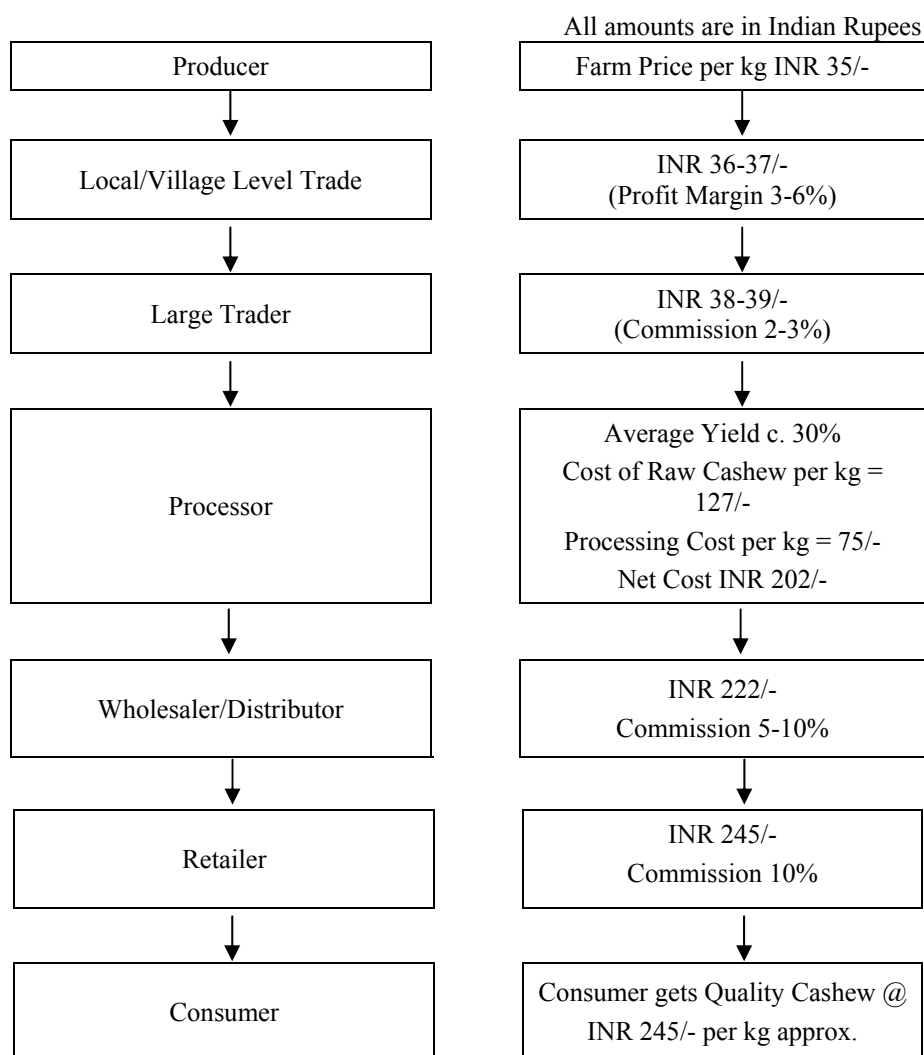 All amounts are in Indian Rupees
Producer
Farm Price per kg INR 35/-
Local/Village Level Trade
INR 36-37/-
(Profit Margin 3-6%)
Large Trader
INR 38-39/-
(Commission 2-3%)
Processor
Average Yield c. 30%
Cost of Raw Cashew per kg =
127/-
Processing Cost per kg = 75/-
Net Cost INR 202/-
Wholesaler/Distributor
INR 222/-
Commission 5-10%
Retailer
INR 245/-
Commission 10%
Consumer
Consumer gets Quality Cashew @
INR 245/- per kg approx.